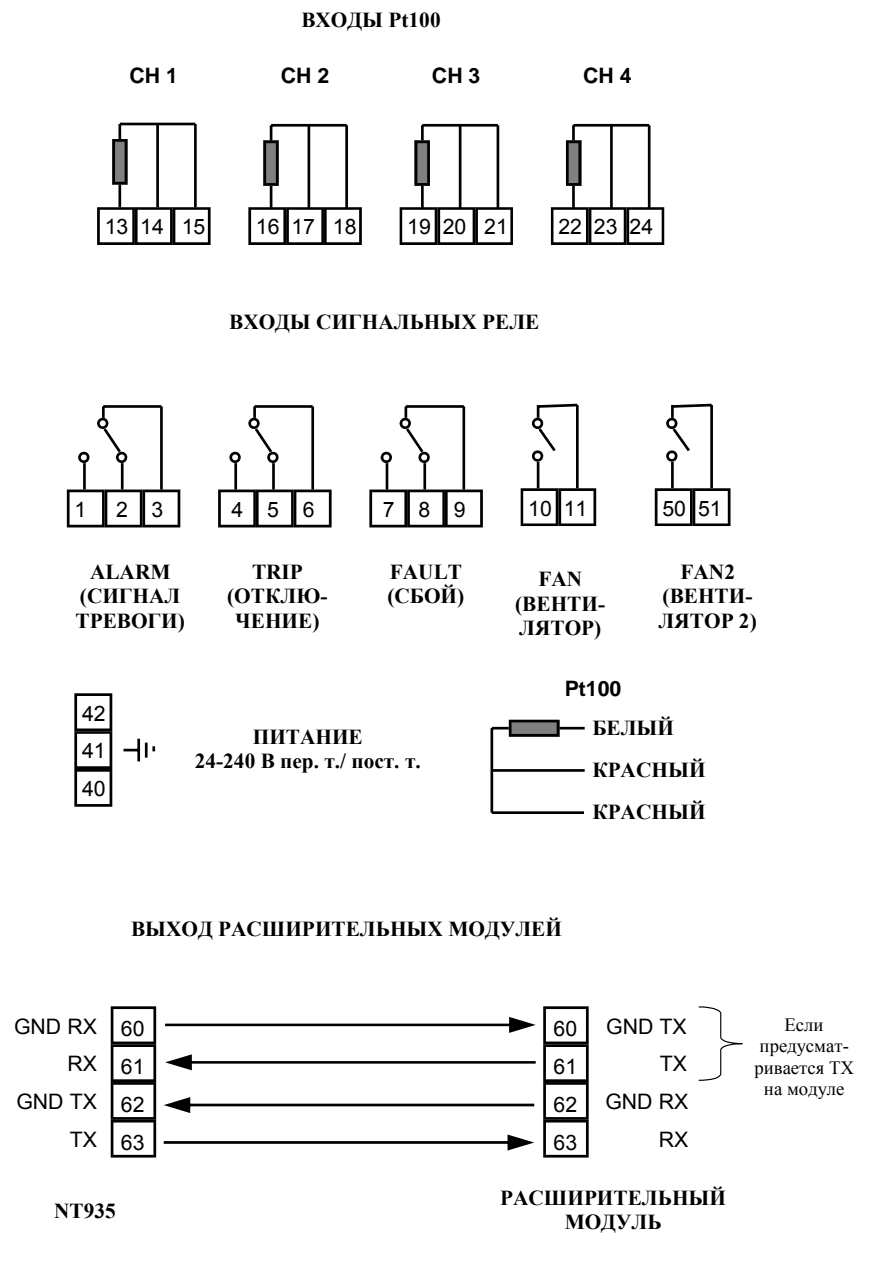 ВХОДЫ Pt100
CH 1 CH 2 CH 3 CH 4
13 14 15 16 17 18 19 20 21 22 23 24
ВХОДЫ СИГНАЛЬНЫХ РЕЛЕ
1 2 3 4 5 6 7 8 9 10 11 50 51
ALARM
(СИГНАЛ
ТРЕВОГИ)
TRIP
(ОТКЛЮ-
ЧЕНИЕ)
FAULT
(СБОЙ)
FAN
(ВЕНТИ-
ЛЯТОР)
FAN2
(ВЕНТИ-
ЛЯТОР 2)
42
41
40
ПИТАНИЕ
24-240 В пер. т./ пост. т.
Pt100
БЕЛЫЙ
КРАСНЫЙ
КРАСНЫЙ
ВЫХОД РАСШИРИТЕЛЬНЫХ МОДУЛЕЙ
GND RX 60 60 GND TX
RX 61 61 TX
GND TX 62 62 GND RX
TX 63 63 RX
Если
предусмат-
ривается TX
на модуле
NT935
РАСШИРИТЕЛЬНЫЙ
МОДУЛЬ